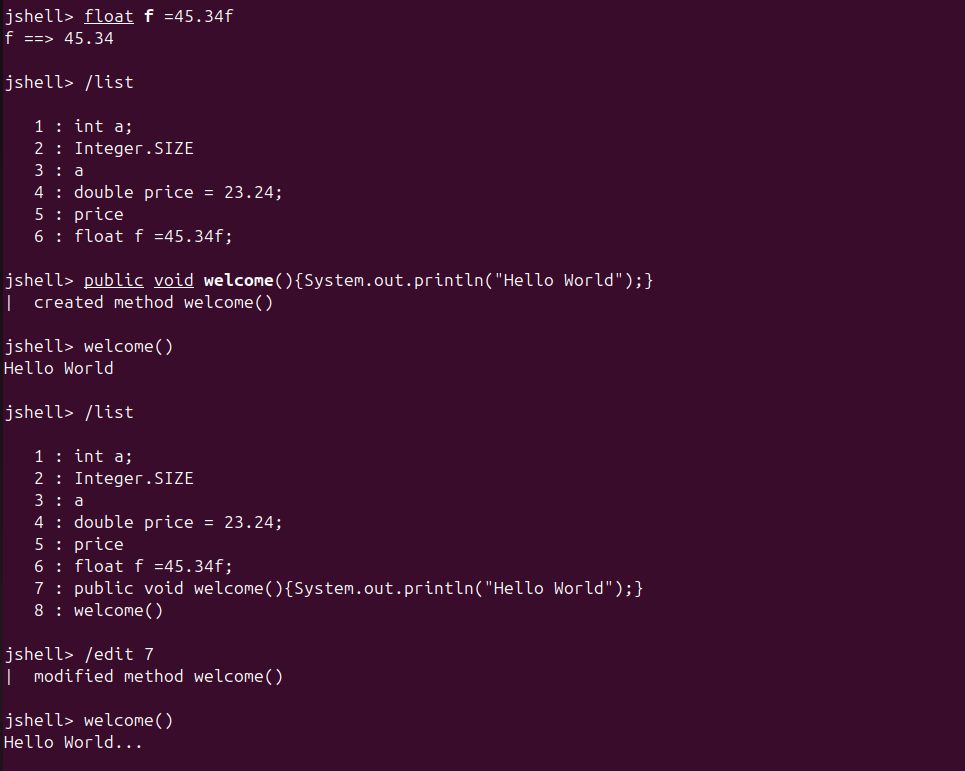 jshell> float f =45.34f
f ==> 45.34
jshell> /list
1 : int a;
2 : Integer.SIZE
3 : a
4 : double price = 23.24;
5 : price
6 : float f =45.34f;
jshell> public void welcome(){System.out.println("Hello World");}
|  created method welcome()
jshell> welcome()
Hello World
jshell> /list
1 : int a;
2 : Integer.SIZE
3 : a
4 : double price = 23.24;
5 : price
6 : float f =45.34f;
7 : public void welcome(){System.out.println("Hello World");}
8 : welcome()
jshell> /edit 7
|  modified method welcome()
jshell> welcome()
Hello World...